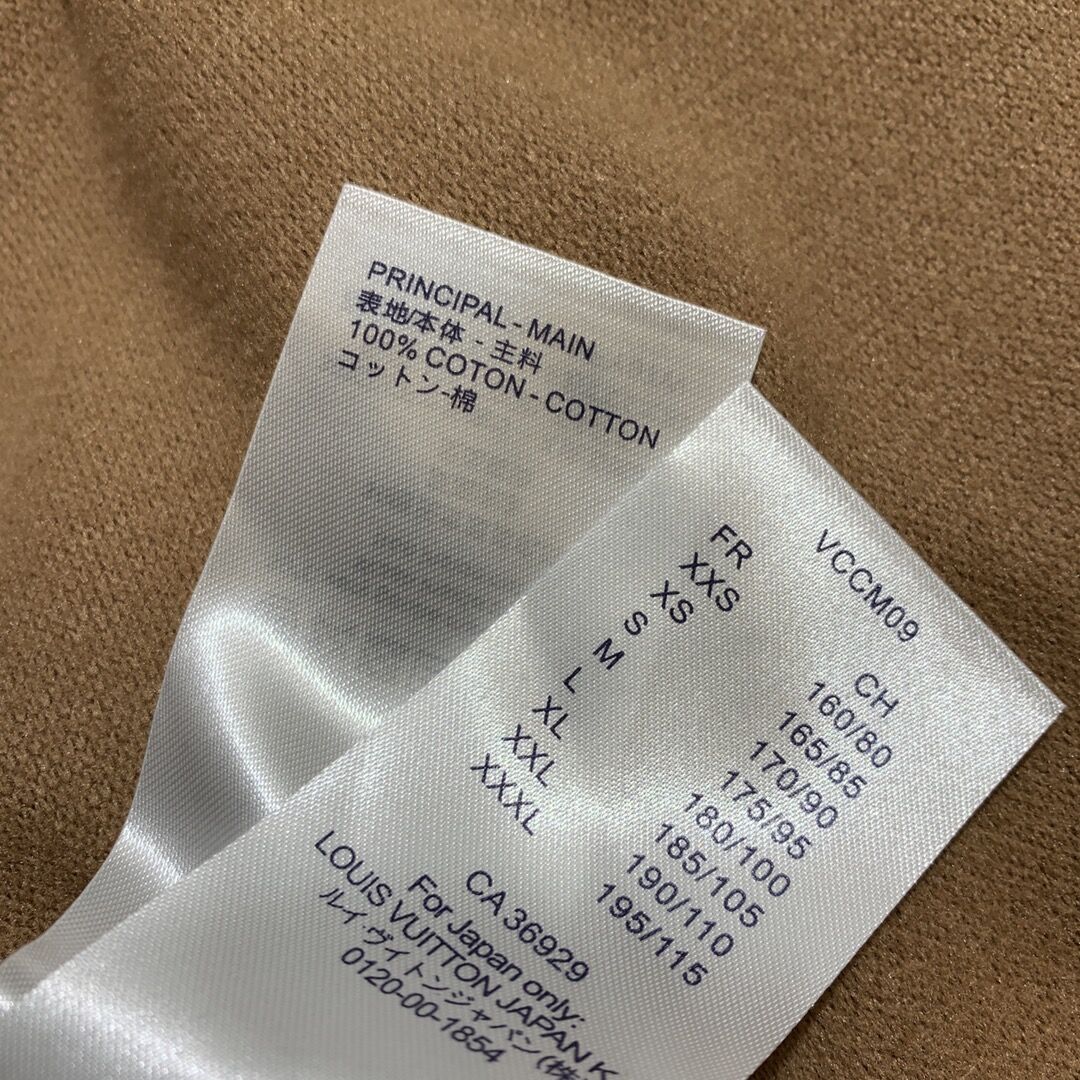 PRINCIPAL - MAIN
表地/本体 - 主料
100% COTON - COTTON
コットン-棉
VCCM09
FR CH
XXS 160/80
XS 165/85
S 170/90
M 175/95
L 180/100
XL 185/105
XXL 190/110
XXXL 195/115
CA 36929
For Japan only:
LOUIS VUITTON JAPAN K
ルイ・ヴィトンジャパン(株)
0120-00-1854